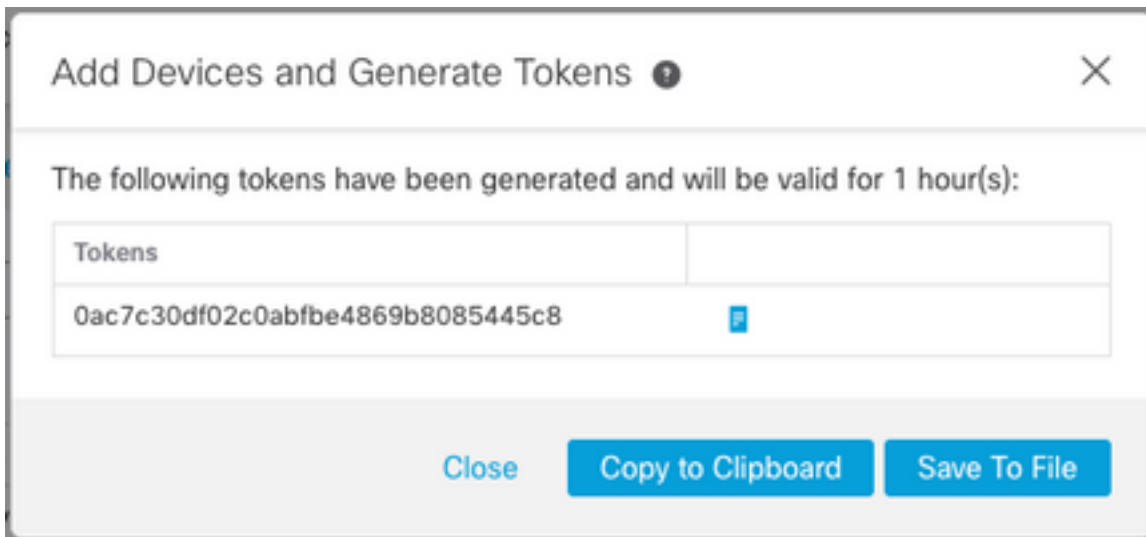 Add Devices and Generate Tokens ?
The following tokens have been generated and will be valid for 1 hour(s):
Tokens
0ac7c30df02c0abfbe4869b8085445c8
Close Copy to Clipboard Save To File